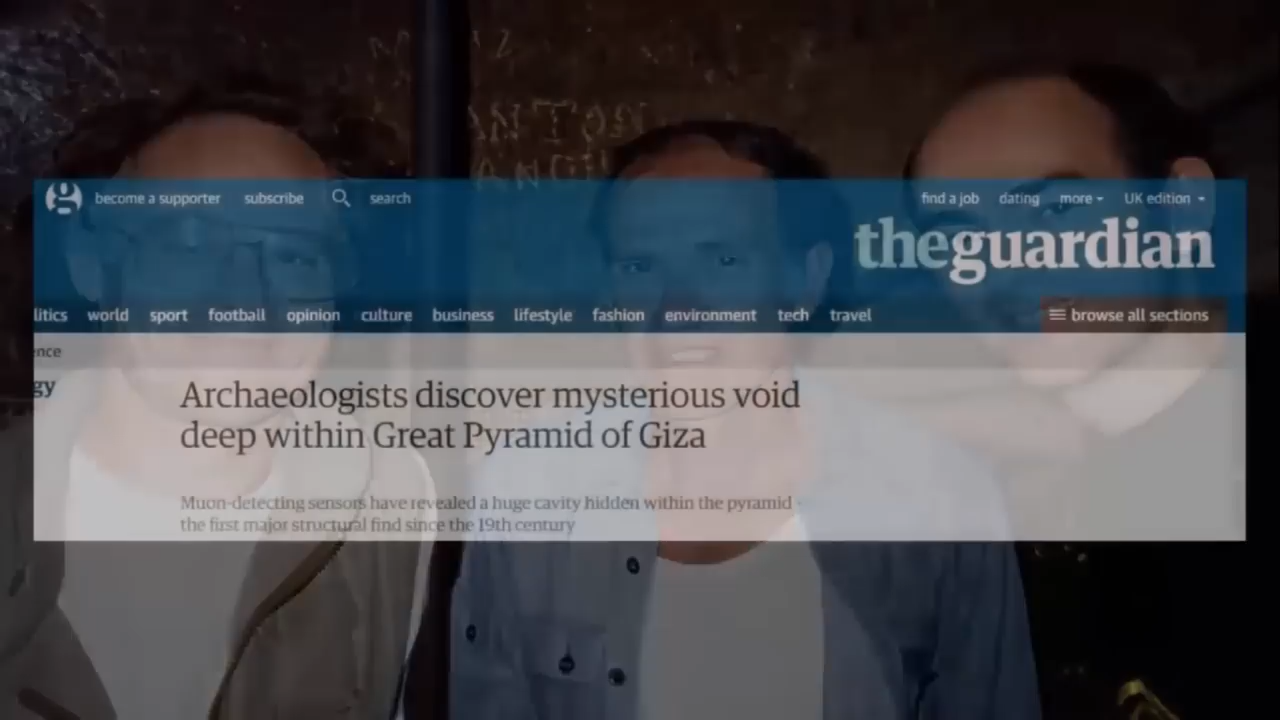 become a supporter subscribe search find a job dating more UK edition
theguardian
litics world sport football opinion culture business lifestyle fashion environment tech travel browse all sections
ence
gy
Archaeologists discover mysterious void
deep within Great Pyramid of Giza
Muon-detecting sensors have revealed a huge cavity hidden within the pyramid -
the first major structural find since the 19th century